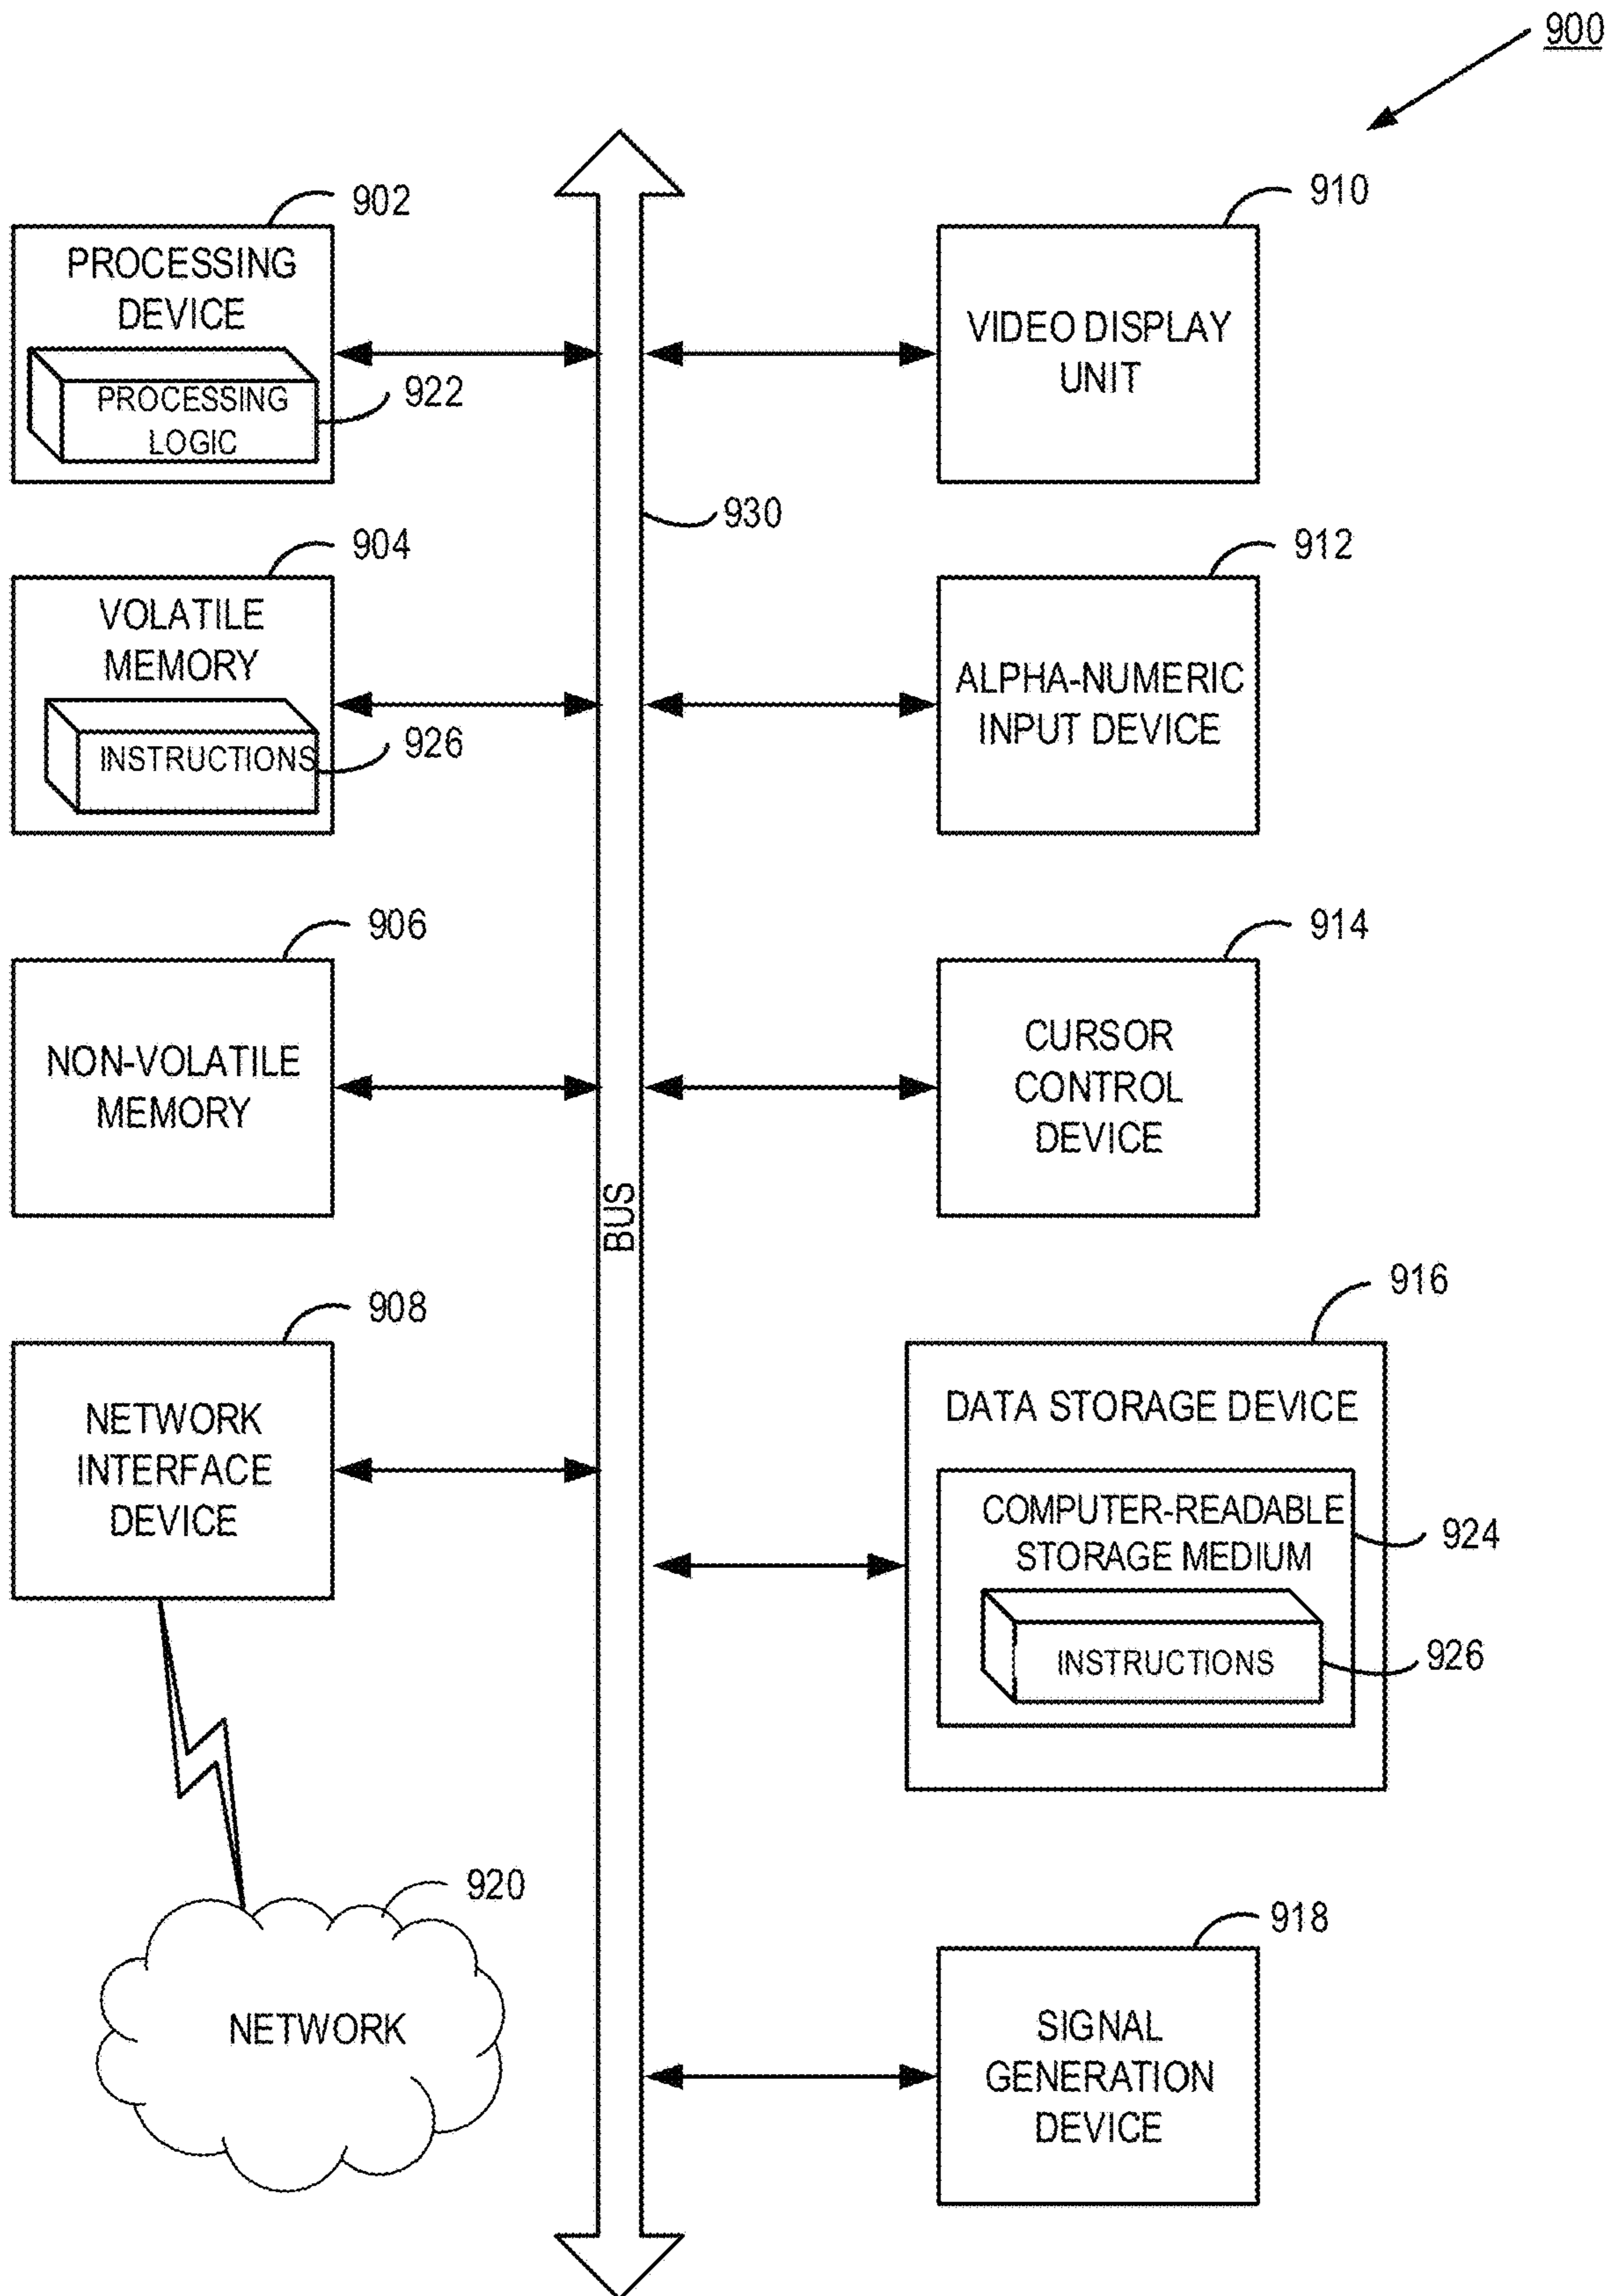 900
902
PROCESSING
DEVICE
PROCESSING
LOGIC
922
904
VOLATILE
MEMORY
INSTRUCTIONS
926
906
NON-VOLATILE
MEMORY
908
NETWORK
INTERFACE
DEVICE
920
NETWORK
930
BUS
910
VIDEO DISPLAY
UNIT
912
ALPHA-NUMERIC
INPUT DEVICE
914
CURSOR
CONTROL
DEVICE
916
DATA STORAGE DEVICE
COMPUTER-READABLE
STORAGE MEDIUM
924
INSTRUCTIONS
926
918
SIGNAL
GENERATION
DEVICE